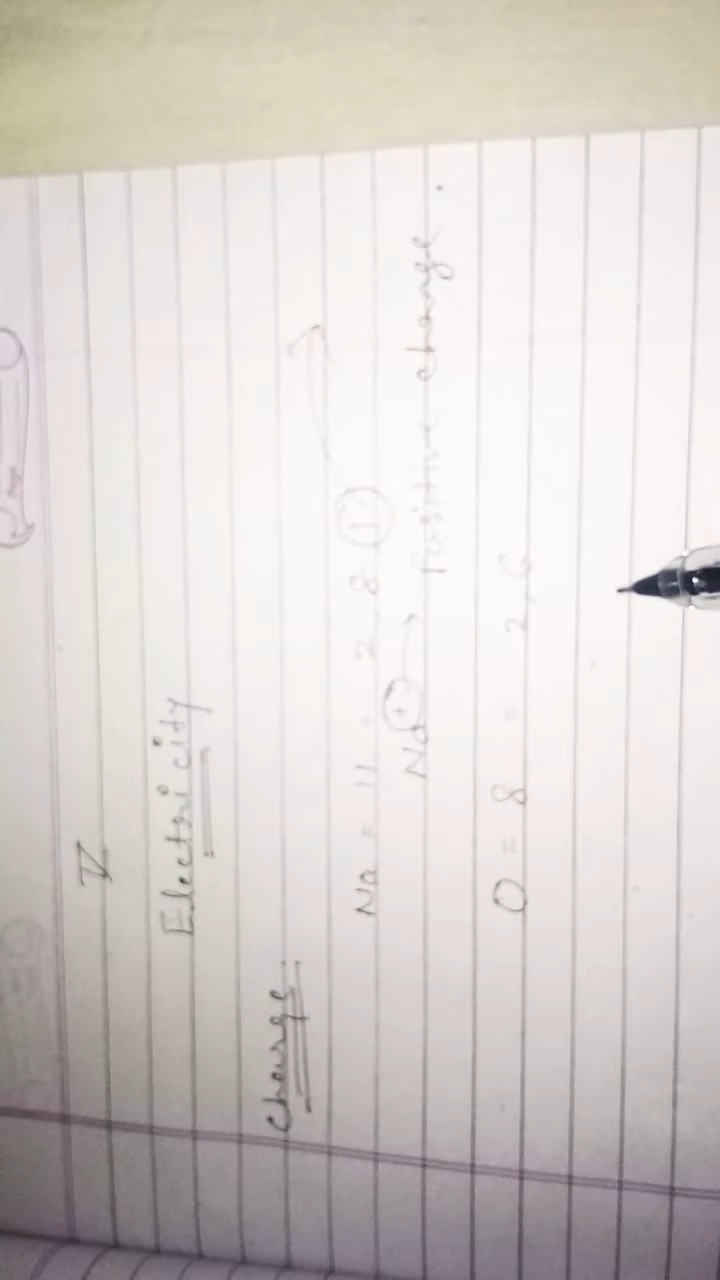 V
Electricity
Charge.
Na = 11 = 2, 8, 1
Na+ → Positive charge.
O = 8 = 2, 6